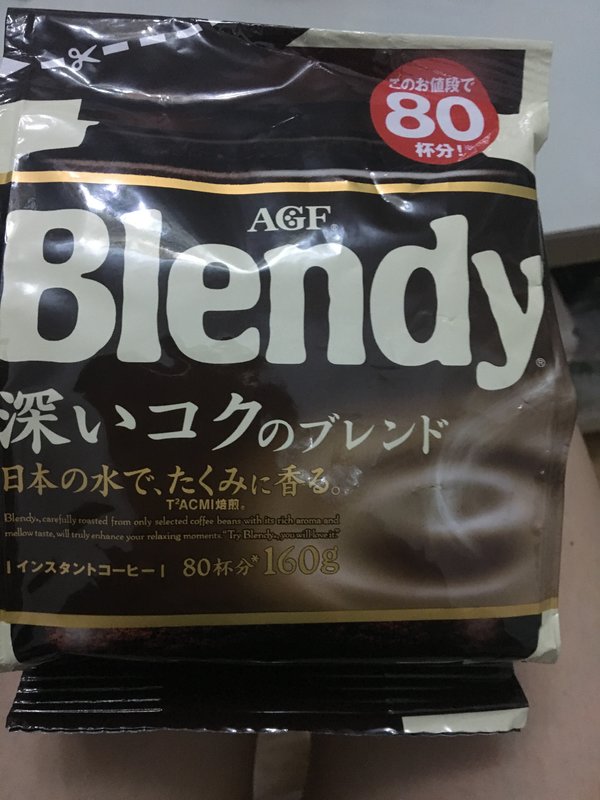 このお値段で
80
杯分!
AGF®
Blendy®
深いコクのブレンド
日本の水で、たくみに香る。
T²ACMI焙煎®
Blendy®, carefully roasted from only selected coffee beans with its rich aroma and
mellow taste, will truly enhance your relaxing moments. "Try Blendy®, you will love it."
インスタントコーヒー 80杯分* 160g